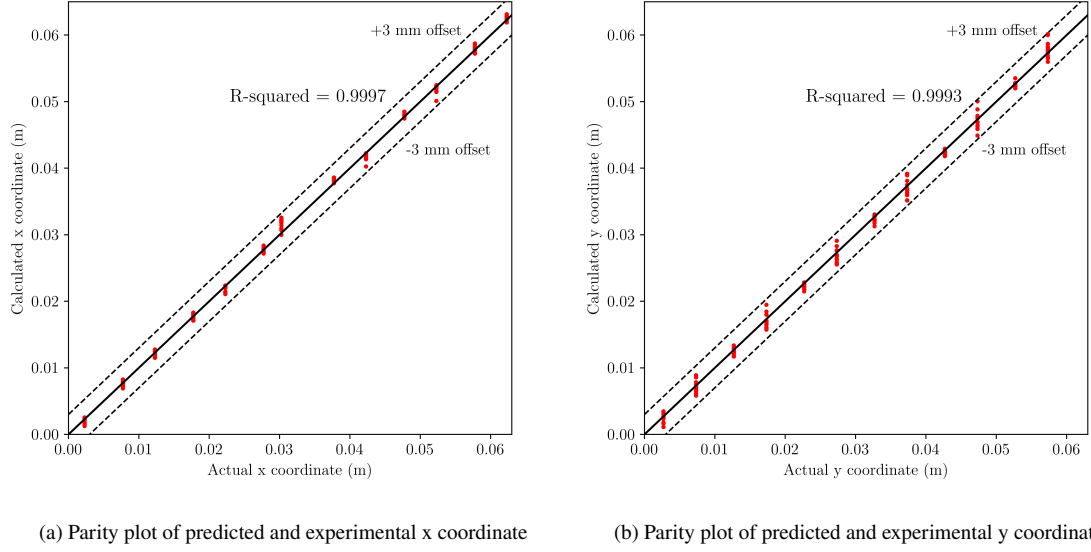 0.06
0.05
0.04
0.03
0.02
0.01
0.00
Calculated x coordinate (m)
+3 mm offset
R-squared = 0.9997
-3 mm offset
0.00 0.01 0.02 0.03 0.04 0.05 0.06
Actual x coordinate (m)
(a) Parity plot of predicted and experimental x coordinate
0.06
0.05
0.04
0.03
0.02
0.01
0.00
Calculated y coordinate (m)
+3 mm offset
R-squared = 0.9993
-3 mm offset
0.00 0.01 0.02 0.03 0.04 0.05 0.06
Actual y coordinate (m)
(b) Parity plot of predicted and experimental y